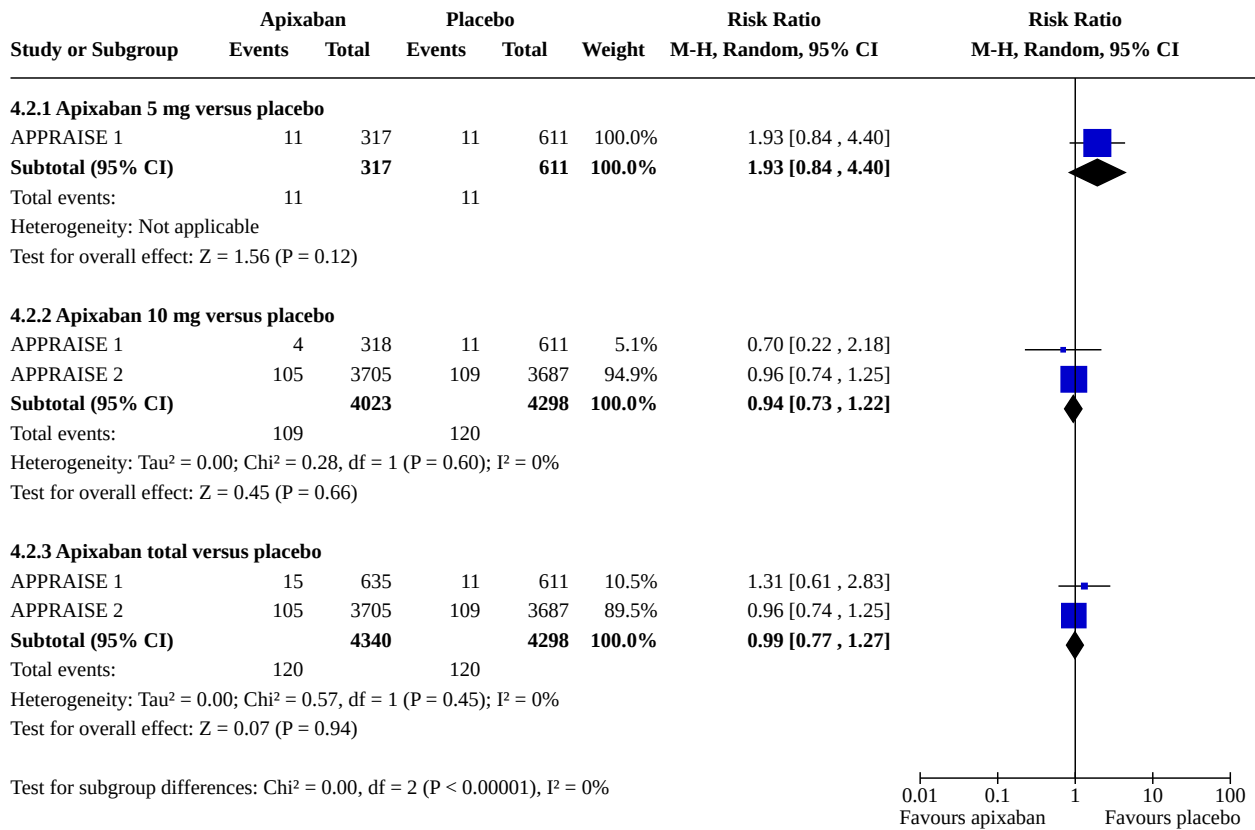 Apixaban Placebo Risk Ratio Risk Ratio
Study or Subgroup Events Total Events Total Weight M-H, Random, 95% CI M-H, Random, 95% CI
4.2.1 Apixaban 5 mg versus placebo
APPRAISE 1 11 317 11 611 100.0% 1.93 [0.84 , 4.40]
Subtotal (95% CI) 317 611 100.0% 1.93 [0.84 , 4.40]
Total events: 11 11
Heterogeneity: Not applicable
Test for overall effect: Z = 1.56 (P = 0.12)
4.2.2 Apixaban 10 mg versus placebo
APPRAISE 1 4 318 11 611 5.1% 0.70 [0.22 , 2.18]
APPRAISE 2 105 3705 109 3687 94.9% 0.96 [0.74 , 1.25]
Subtotal (95% CI) 4023 4298 100.0% 0.94 [0.73 , 1.22]
Total events: 109 120
Heterogeneity: Tau² = 0.00; Chi² = 0.28, df = 1 (P = 0.60); I² = 0%
Test for overall effect: Z = 0.45 (P = 0.66)
4.2.3 Apixaban total versus placebo
APPRAISE 1 15 635 11 611 10.5% 1.31 [0.61 , 2.83]
APPRAISE 2 105 3705 109 3687 89.5% 0.96 [0.74 , 1.25]
Subtotal (95% CI) 4340 4298 100.0% 0.99 [0.77 , 1.27]
Total events: 120 120
Heterogeneity: Tau² = 0.00; Chi² = 0.57, df = 1 (P = 0.45); I² = 0%
Test for overall effect: Z = 0.07 (P = 0.94)
Test for subgroup differences: Chi² = 0.00, df = 2 (P < 0.00001), I² = 0%
0.01 0.1 1 10 100
Favours apixaban Favours placebo